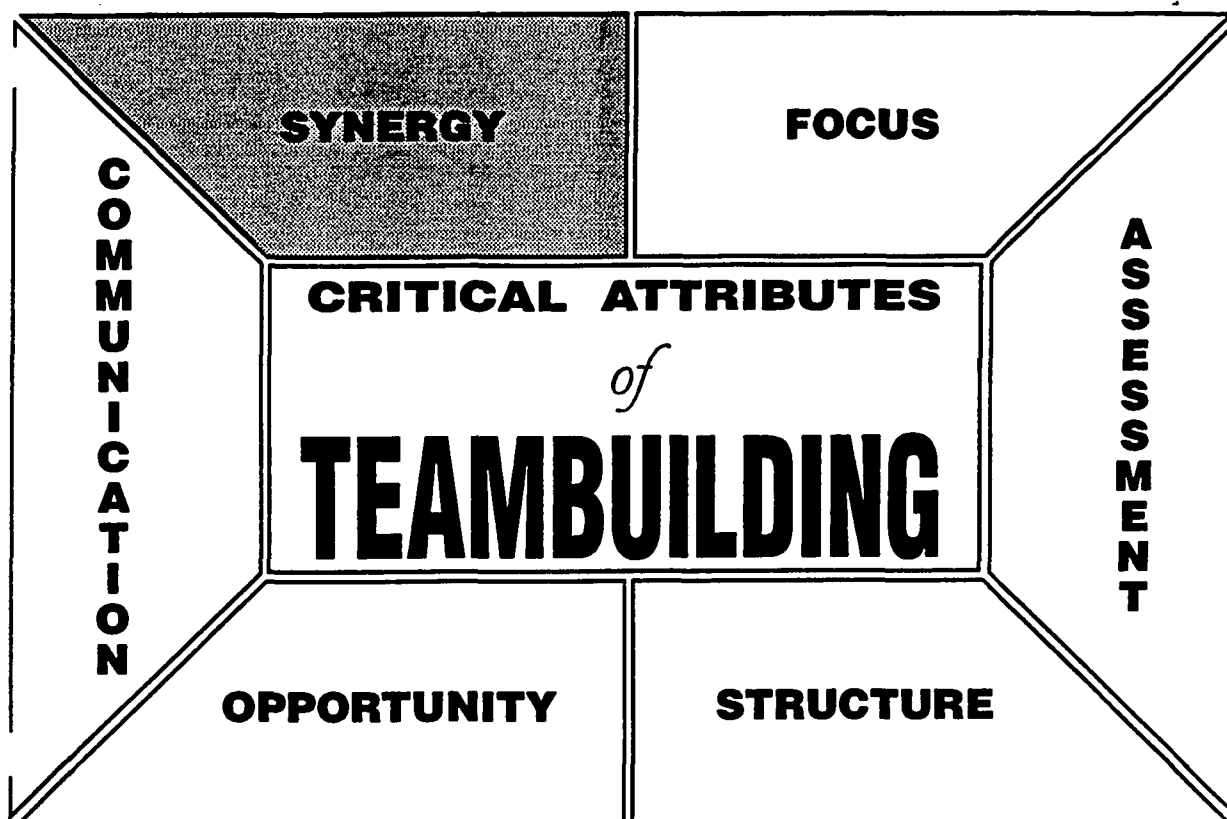 SYNERGY
FOCUS
COMMUNICATION
CRITICAL ATTRIBUTES
of
TEAMBUILDING
ASSESSMENT
OPPORTUNITY
STRUCTURE